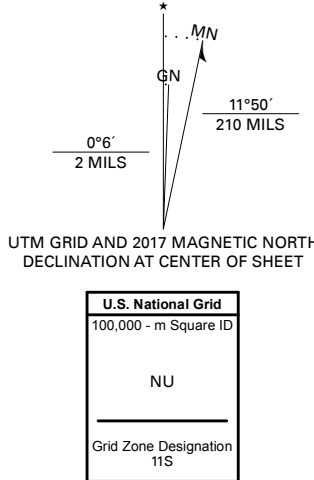 ★
MN
GN
11°50´
210 MILS
0°6´
2 MILS
UTM GRID AND 2017 MAGNETIC NORTH
DECLINATION AT CENTER OF SHEET
U.S. National Grid
100,000 - m Square ID
NU
Grid Zone Designation
11S